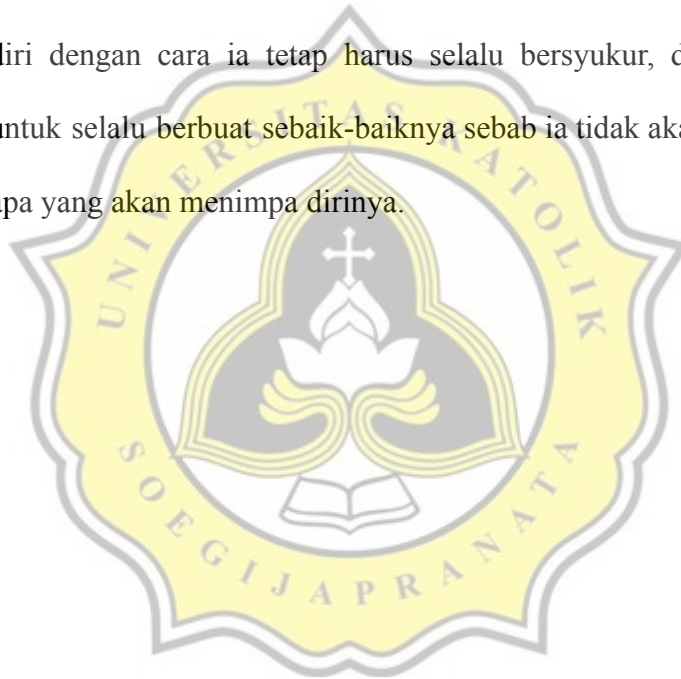 diri dengan cara ia tetap harus selalu bersyukur, d
untuk selalu berbuat sebaik-baiknya sebab ia tidak aka
apa yang akan menimpa dirinya.
UNIVERSITAS KATOLIK
SOEGIJAPRANATA